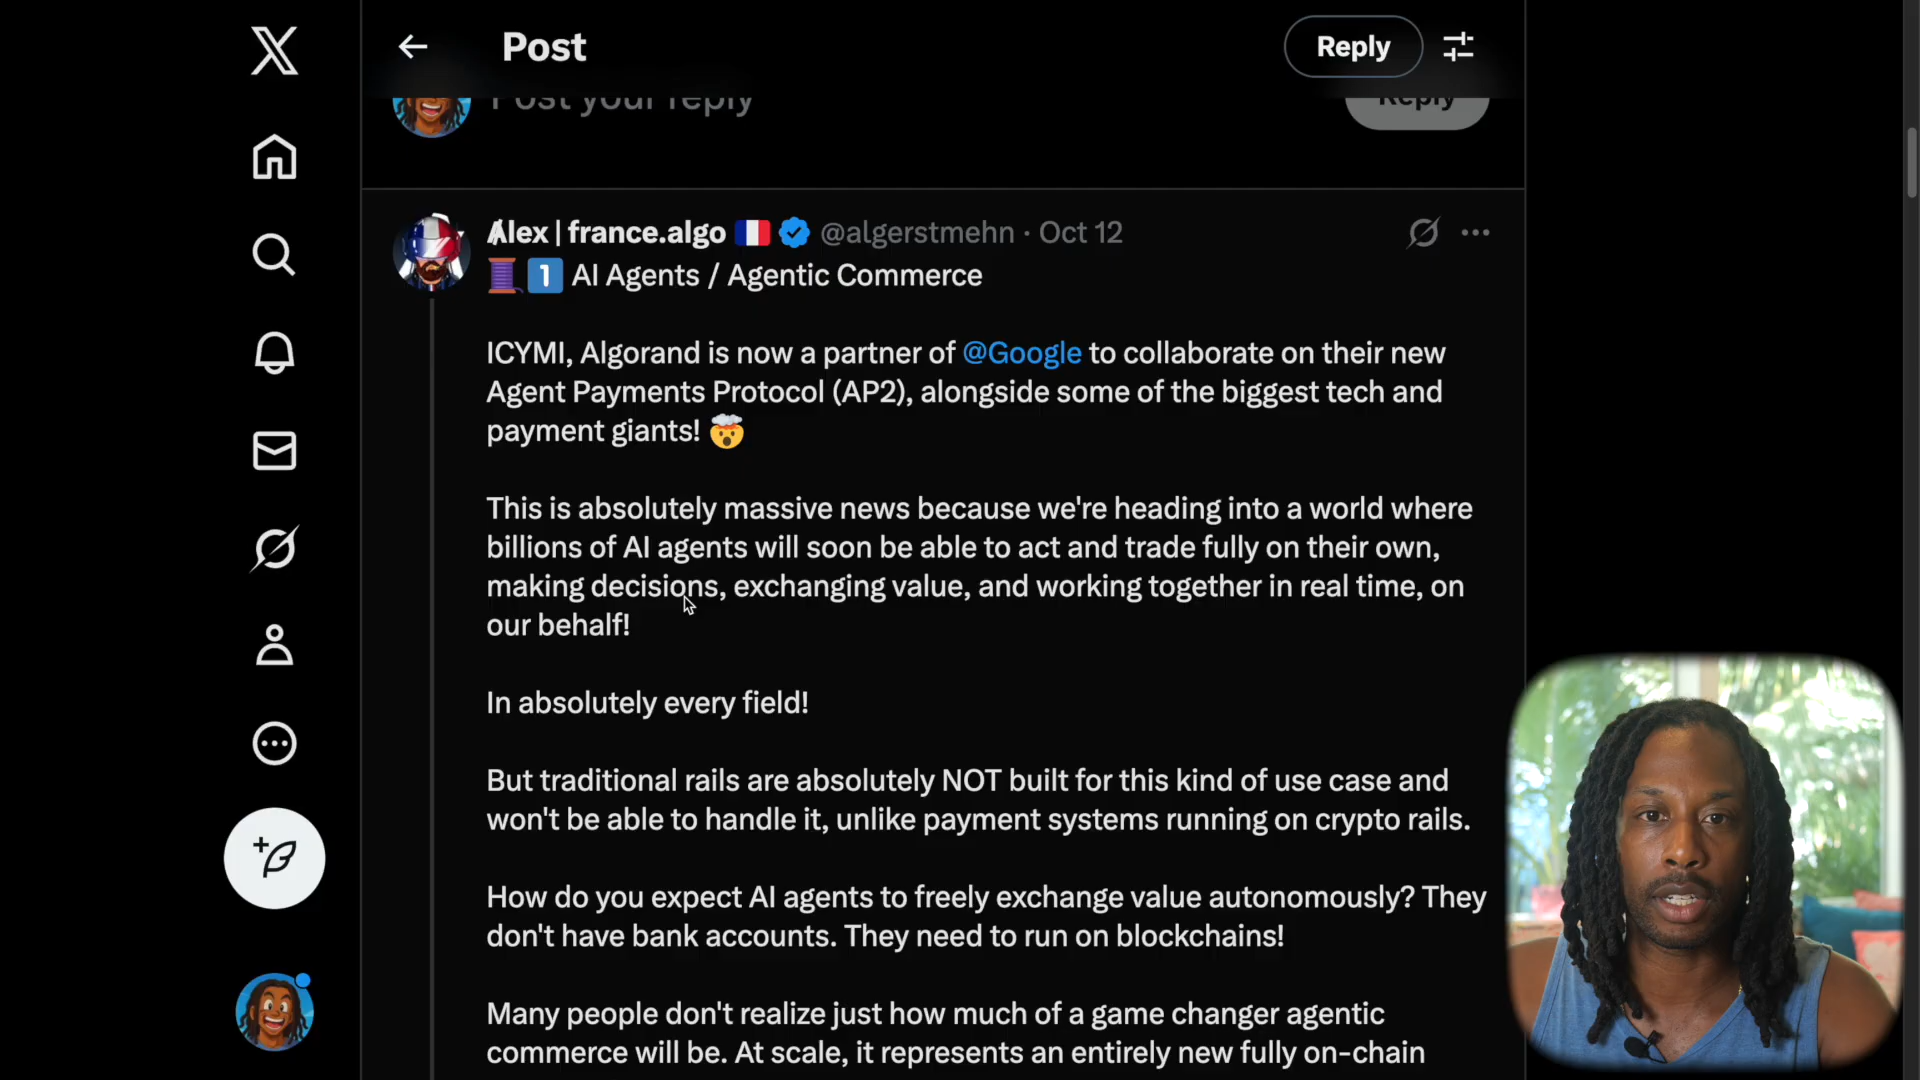 Post
Reply
Post your reply
Reply
Alex | france.algo @algerstmehn · Oct 12
1 AI Agents / Agentic Commerce
ICYMI, Algorand is now a partner of @Google to collaborate on their new
Agent Payments Protocol (AP2), alongside some of the biggest tech and
payment giants! 🤯
This is absolutely massive news because we're heading into a world where
billions of AI agents will soon be able to act and trade fully on their own,
making decisions, exchanging value, and working together in real time, on
our behalf!
In absolutely every field!
But traditional rails are absolutely NOT built for this kind of use case and
won't be able to handle it, unlike payment systems running on crypto rails.
How do you expect AI agents to freely exchange value autonomously? They
don't have bank accounts. They need to run on blockchains!
Many people don't realize just how much of a game changer agentic
commerce will be. At scale, it represents an entirely new fully on-chain